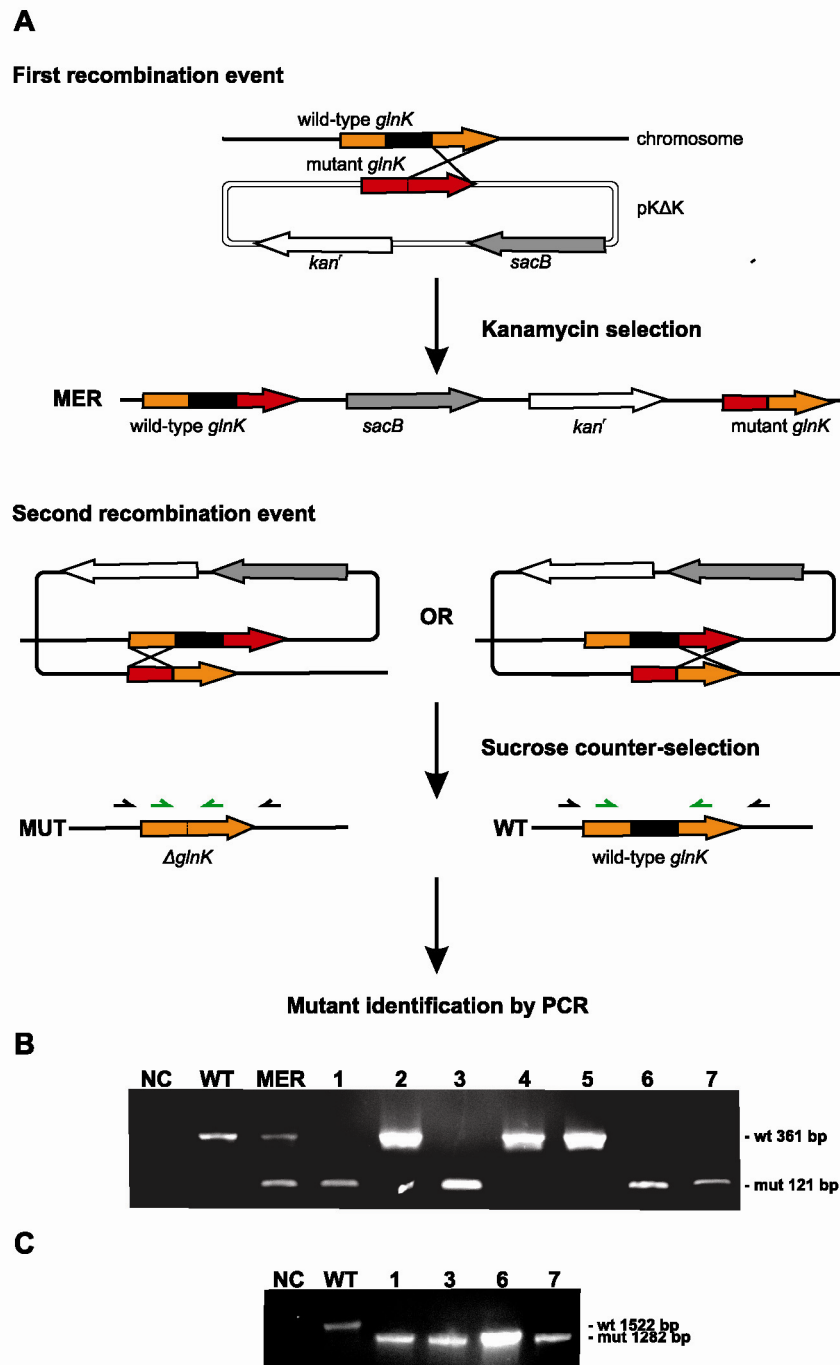 A
First recombination event
wild-type glnK
chromosome
mutant glnK
pKΔK
kanʳ
sacB
Kanamycin selection
MER
wild-type glnK
sacB
kanʳ
mutant glnK
Second recombination event
OR
Sucrose counter-selection
MUT
ΔglnK
WT
wild-type glnK
Mutant identification by PCR
B
NC WT MER 1 2 3 4 5 6 7
- wt 361 bp
- mut 121 bp
C
NC WT 1 3 6 7
- wt 1522 bp
- mut 1282 bp